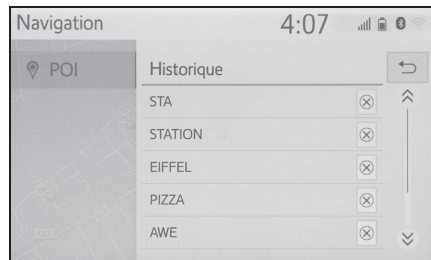 Navigation 4:07
POI
Historique
STA
STATION
EIFFEL
PIZZA
AWE